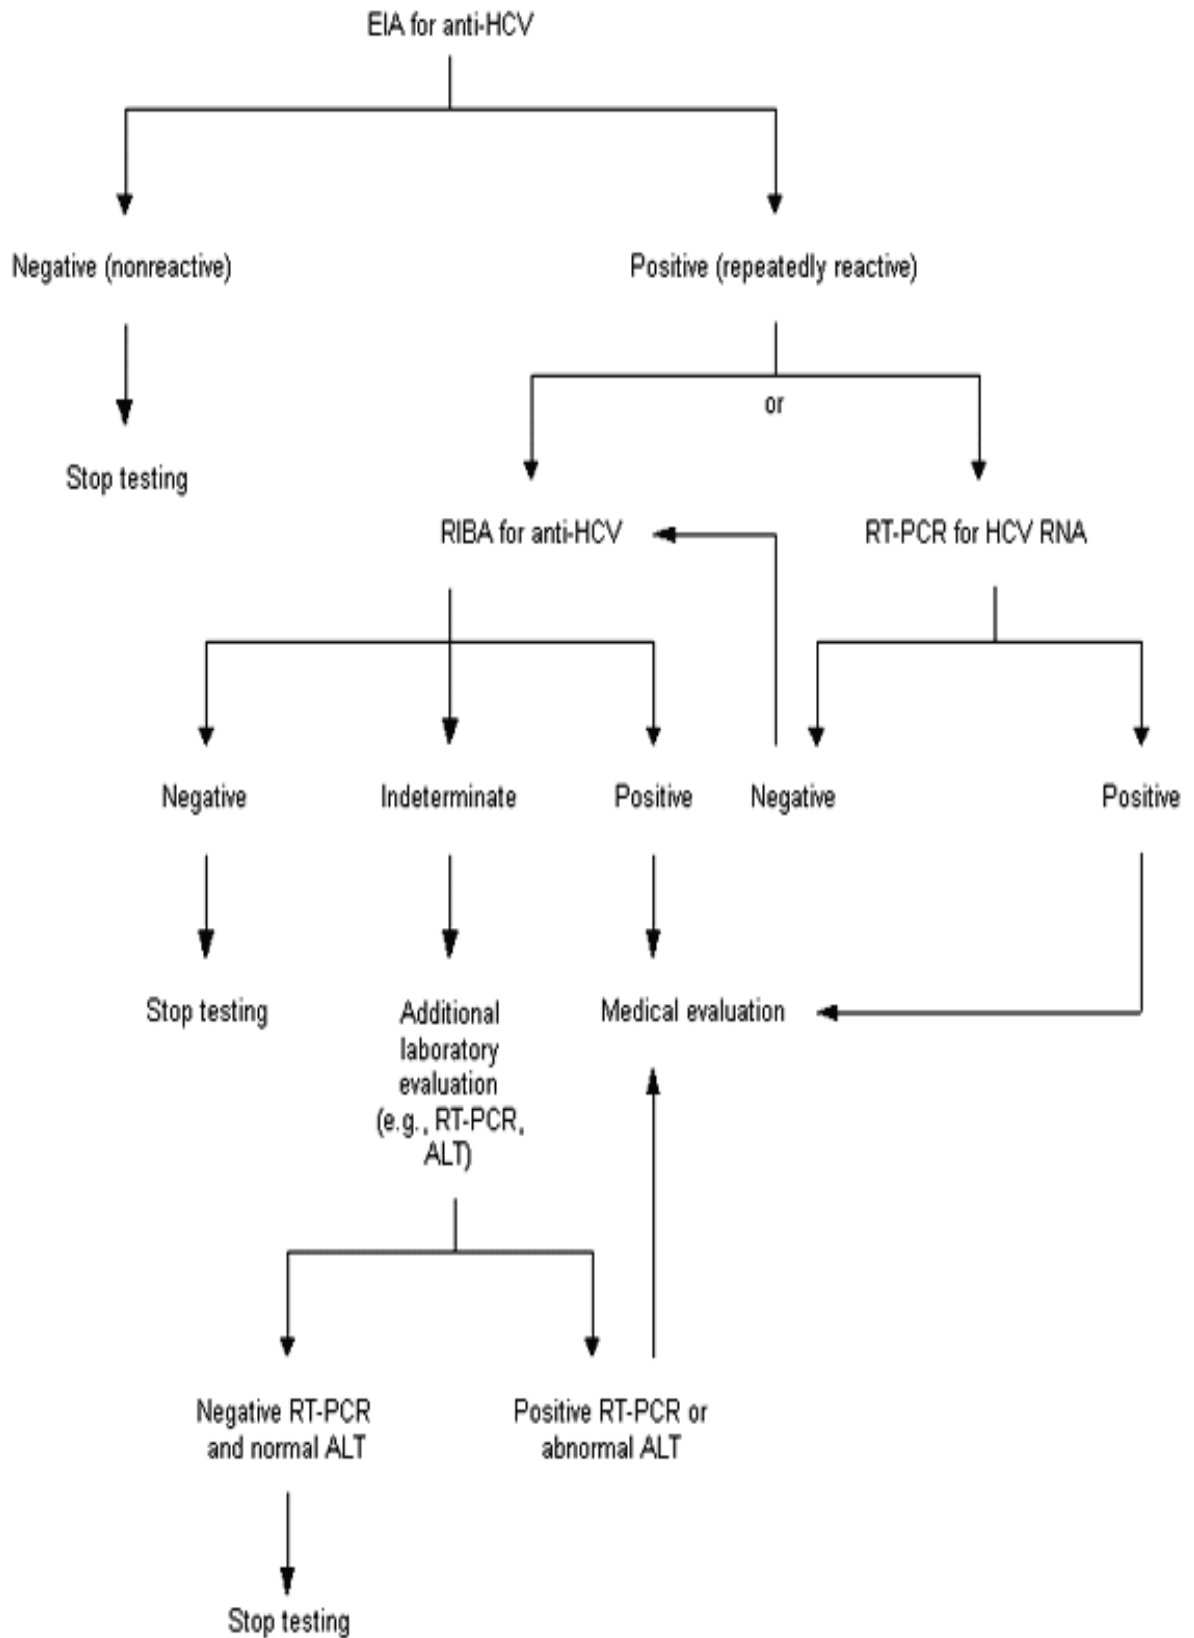 EIA for anti-HCV
Negative (nonreactive)
Positive (repeatedly reactive)
or
Stop testing
RIBA for anti-HCV
RT-PCR for HCV RNA
Negative
Indeterminate
Positive
Negative
Positive
Stop testing
Additional
laboratory
evaluation
(e.g., RT-PCR,
ALT)
Medical evaluation
Negative RT-PCR
and normal ALT
Positive RT-PCR or
abnormal ALT
Stop testing